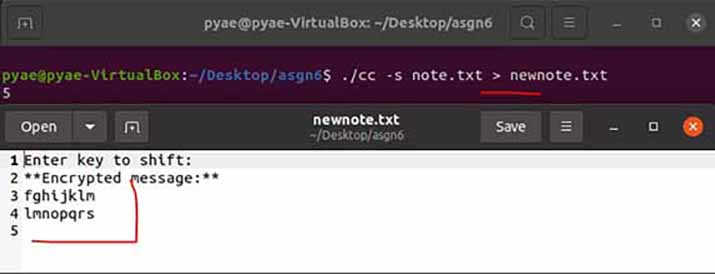 pyae@pyae-VirtualBox: ~/Desktop/asgn6
pyae@pyae-VirtualBox:~/Desktop/asgn6$ ./cc -s note.txt > newnote.txt
5
Open
newnote.txt
~/Desktop/asgn6
Save
1 Enter key to shift:
2 **Encrypted message:**
3 fghijklm
4 lmnopqrs
5